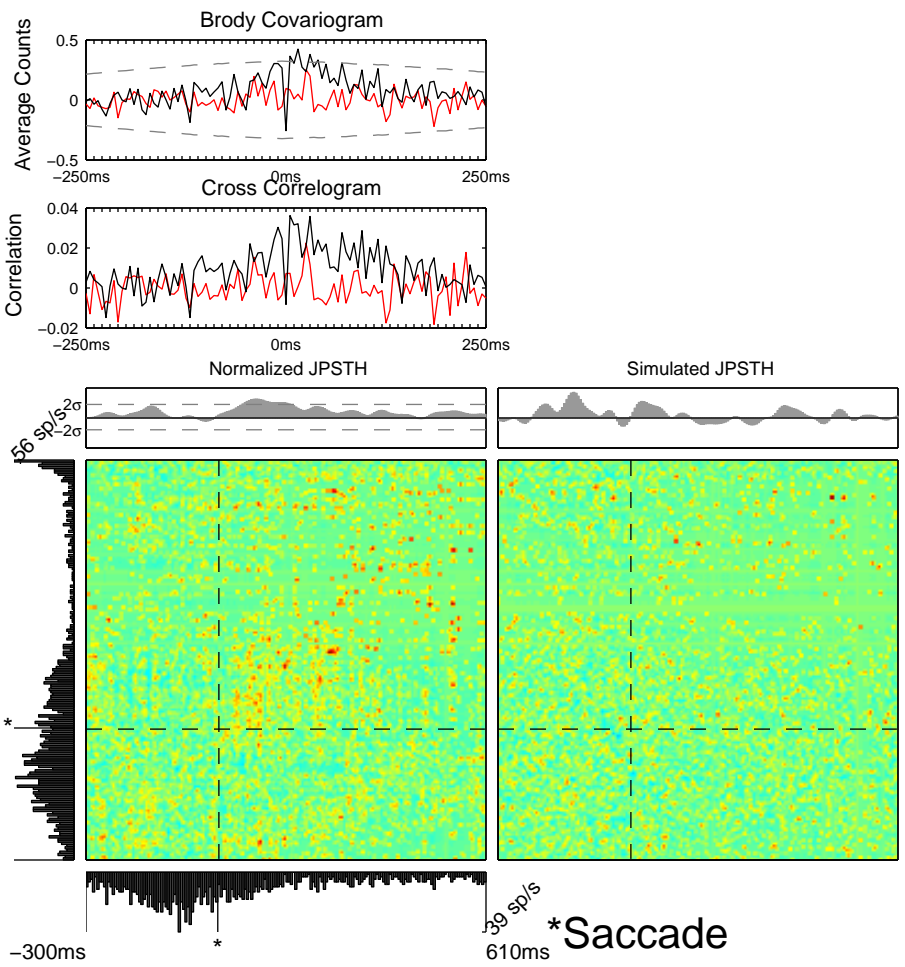 Brody Covariogram
Average Counts
0.5
0
−0.5
−250ms
0ms
250ms
Cross Correlogram
Correlation
0.04
0.02
0
−0.02
−250ms
0ms
250ms
Normalized JPSTH
Simulated JPSTH
2σ
−2σ
56 sp/s
*
39 sp/s
*
−300ms
610ms
*Saccade